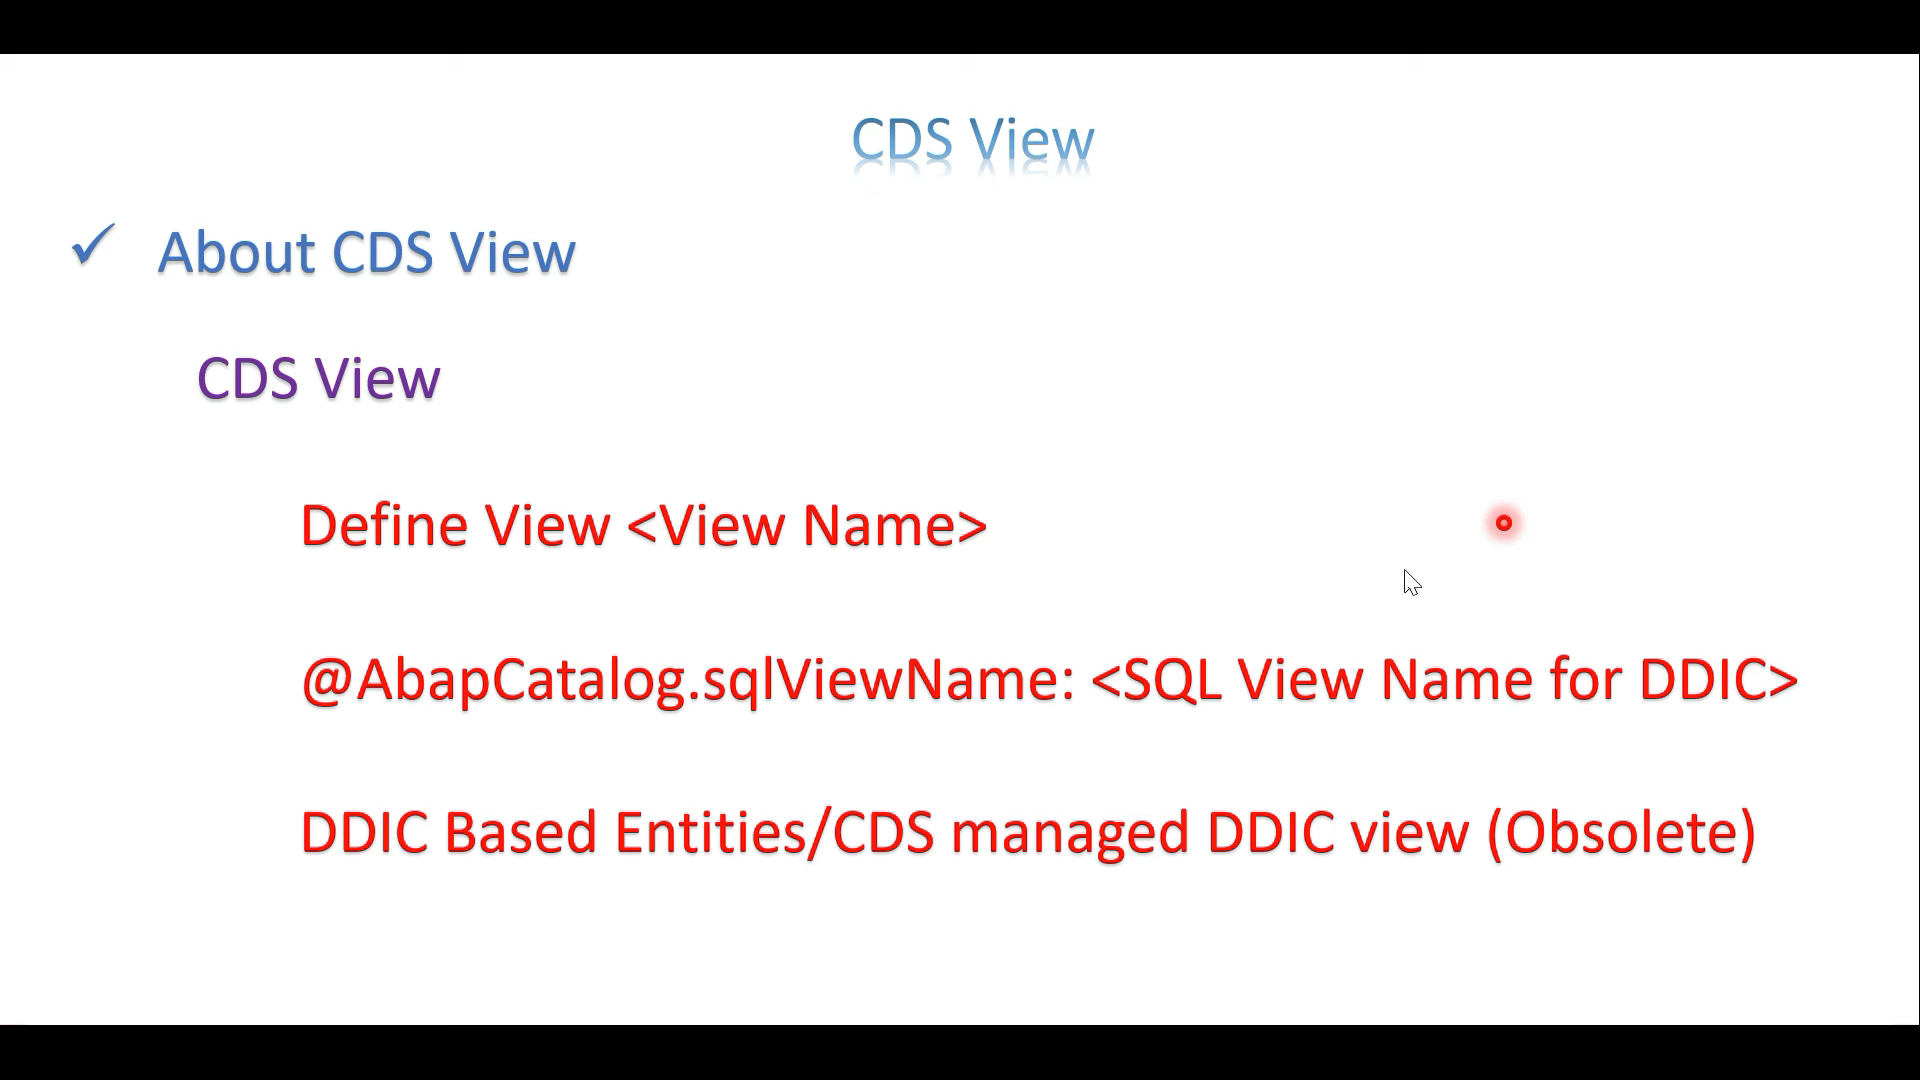 CDS View
About CDS View
CDS View
Define View <View Name>
@AbapCatalog.sqlViewName: <SQL View Name for DDIC>
DDIC Based Entities/CDS managed DDIC view (Obsolete)